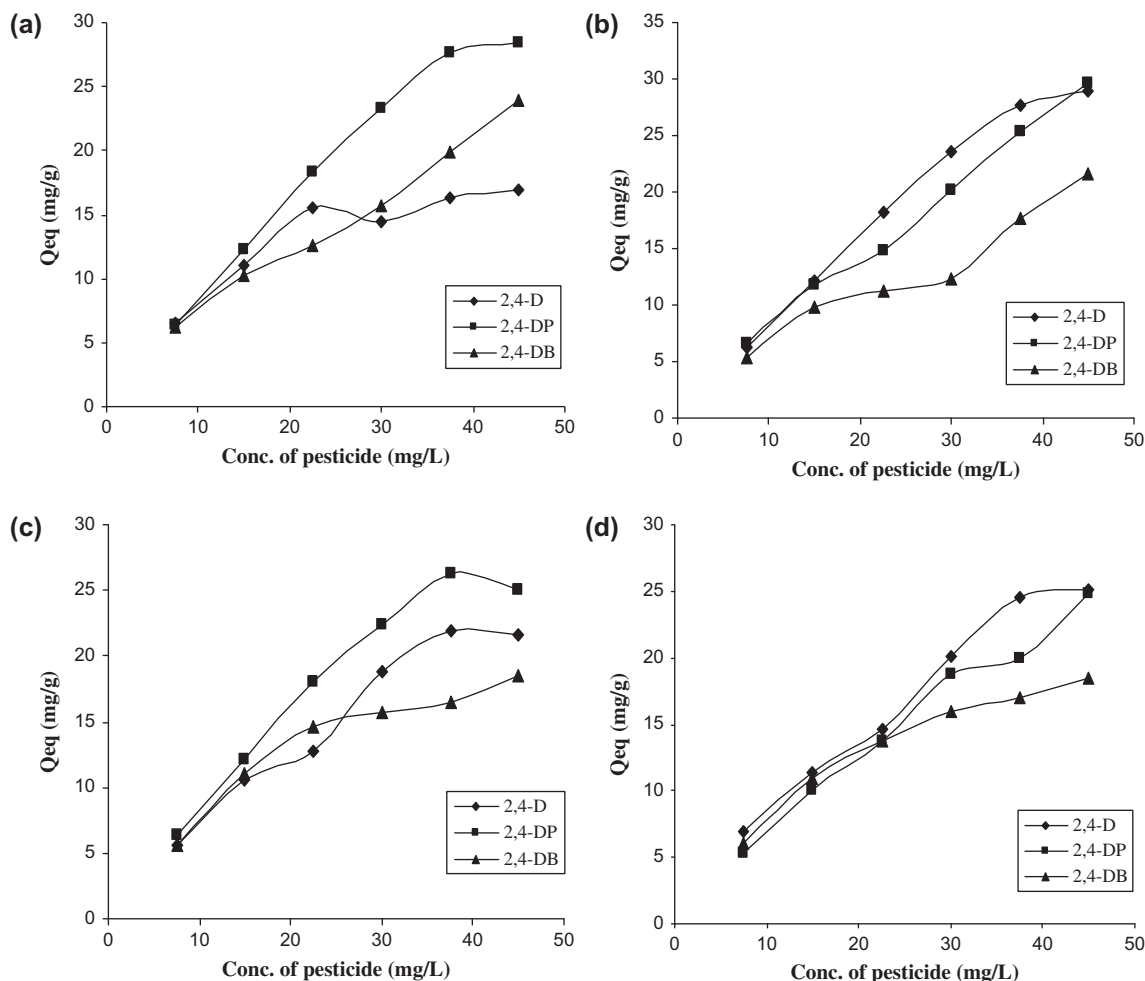 (a)
30
25
20
15
10
5
0
Qeq (mg/g)
2,4-D
2,4-DP
2,4-DB
0 10 20 30 40 50
Conc. of pesticide (mg/L)
(b)
35
30
25
20
15
10
5
0
Qeq (mg/g)
2,4-D
2,4-DP
2,4-DB
0 10 20 30 40 50
Conc. of pesticide (mg/L)
(c)
30
25
20
15
10
5
0
Qeq (mg/g)
2,4-D
2,4-DP
2,4-DB
0 10 20 30 40 50
Conc. of pesticide (mg/L)
(d)
30
25
20
15
10
5
0
Qeq (mg/g)
2,4-D
2,4-DP
2,4-DB
0 10 20 30 40 50
Conc. of pesticide (mg/L)